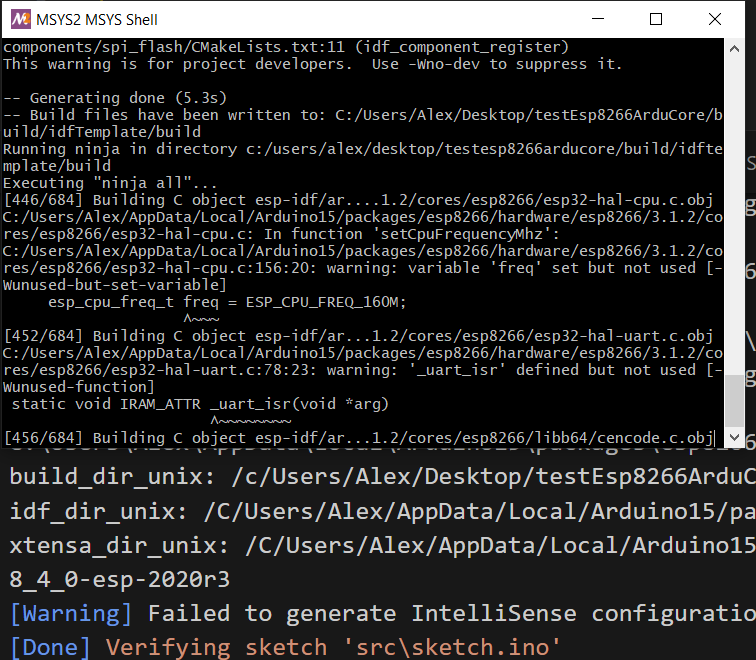 MSYS2 MSYS Shell
components/spi_flash/CMakeLists.txt:11 (idf_component_register)
This warning is for project developers.  Use -Wno-dev to suppress it.
-- Generating done (5.3s)
-- Build files have been written to: C:/Users/Alex/Desktop/testEsp8266ArduCore/b
uild/idfTemplate/build
Running ninja in directory c:/users/alex/desktop/testesp8266arducore/build/idfte
mplate/build
Executing "ninja all"...
[446/684] Building C object esp-idf/ar....1.2/cores/esp8266/esp32-hal-cpu.c.obj
C:/Users/Alex/AppData/Local/Arduino15/packages/esp8266/hardware/esp8266/3.1.2/co
res/esp8266/esp32-hal-cpu.c: In function 'setCpuFrequencyMhz':
C:/Users/Alex/AppData/Local/Arduino15/packages/esp8266/hardware/esp8266/3.1.2/co
res/esp8266/esp32-hal-cpu.c:156:20: warning: variable 'freq' set but not used [-
Wunused-but-set-variable]
     esp_cpu_freq_t freq = ESP_CPU_FREQ_160M;
                    ^~~~
[452/684] Building C object esp-idf/ar...1.2/cores/esp8266/esp32-hal-uart.c.obj
C:/Users/Alex/AppData/Local/Arduino15/packages/esp8266/hardware/esp8266/3.1.2/co
res/esp8266/esp32-hal-uart.c:78:23: warning: '_uart_isr' defined but not used [-
Wunused-function]
 static void IRAM_ATTR _uart_isr(void *arg)
                       ^~~~~~~~~
[456/684] Building C object esp-idf/ar...1.2/cores/esp8266/libb64/cencode.c.obj
build_dir_unix: /c/Users/Alex/Desktop/testEsp8266ArduC
idf_dir_unix: /C/Users/Alex/AppData/Local/Arduino15/pa
xtensa_dir_unix: /C/Users/Alex/AppData/Local/Arduino15
8_4_0-esp-2020r3
[Warning] Failed to generate IntelliSense configuratio
[Done] Verifying sketch 'src\sketch.ino'